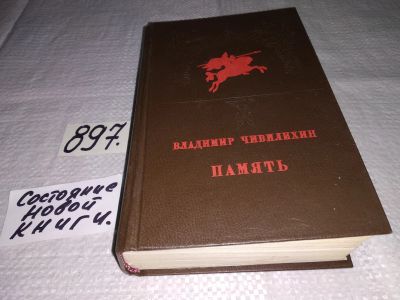 897.
ВЛАДИМИР ЧИВИЛИХИН
ПАМЯТЬ
Состояние
новой
книги.